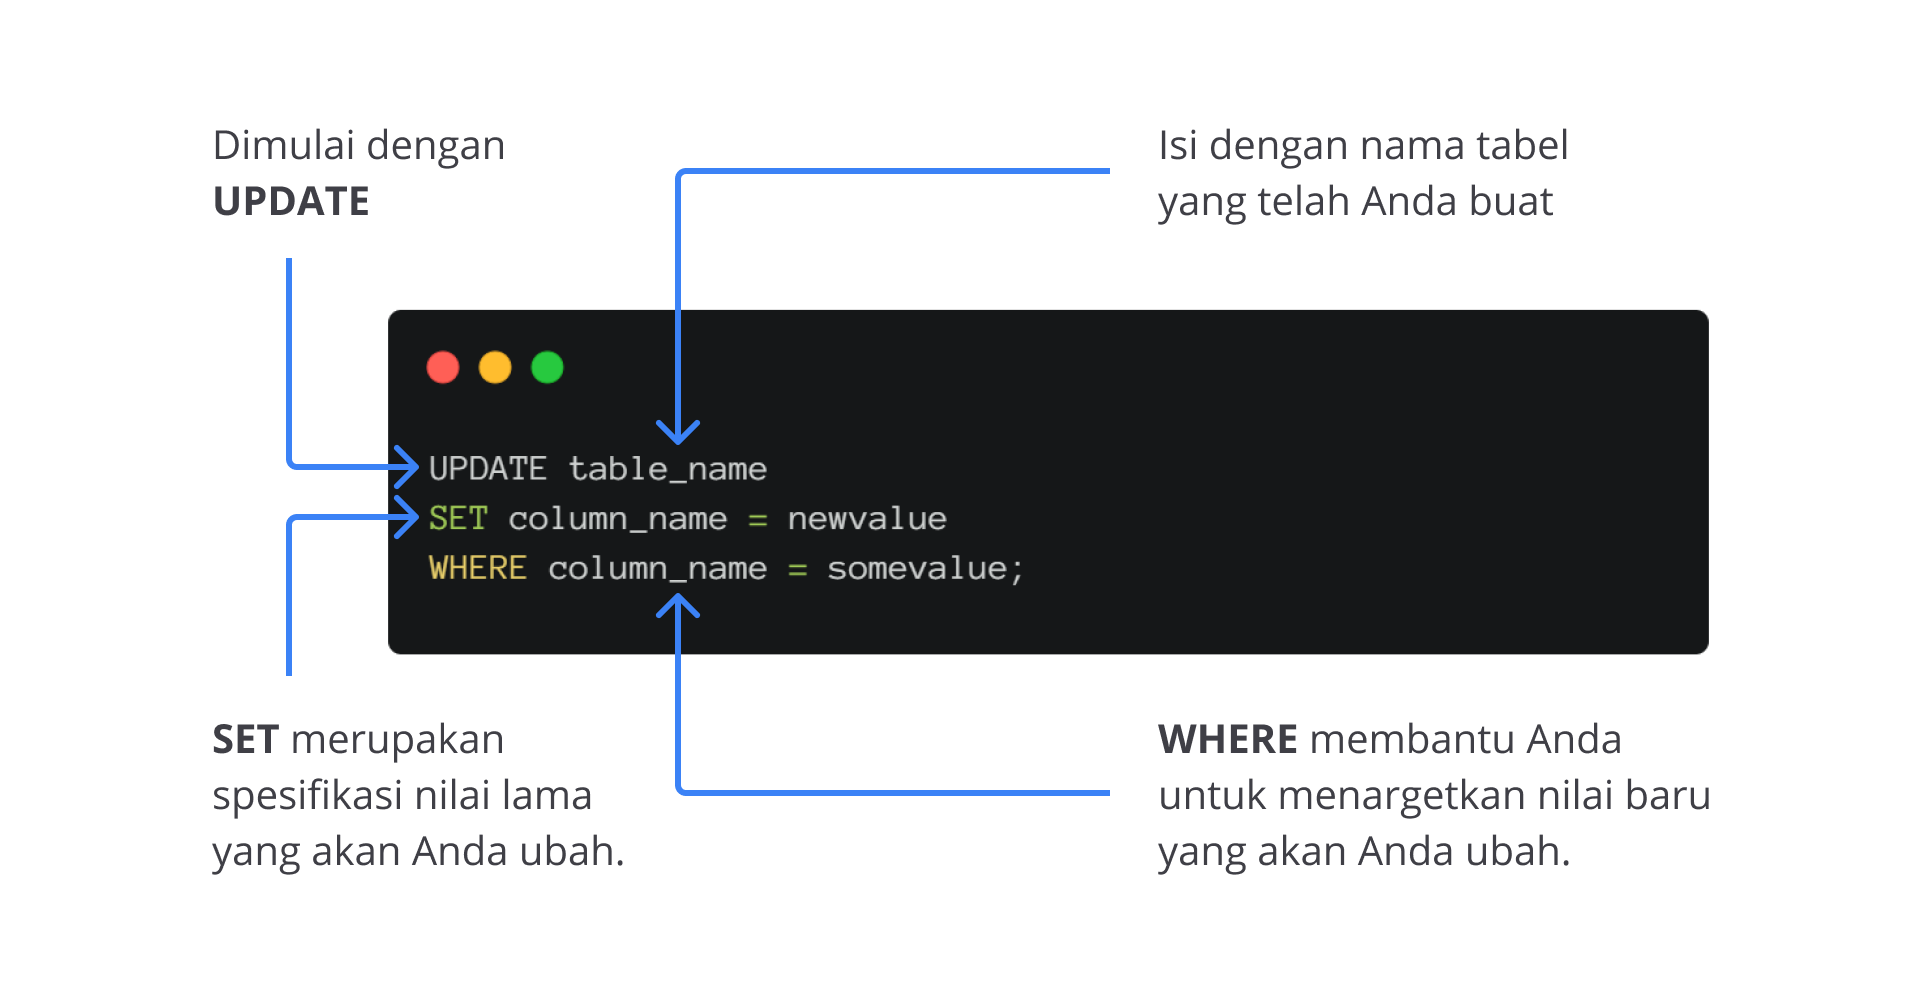 Dimulai dengan
UPDATE
Isi dengan nama tabel
yang telah Anda buat
UPDATE table_name
SET column_name = newvalue
WHERE column_name = somevalue;
SET merupakan
spesifikasi nilai lama
yang akan Anda ubah.
WHERE membantu Anda
untuk menargetkan nilai baru
yang akan Anda ubah.